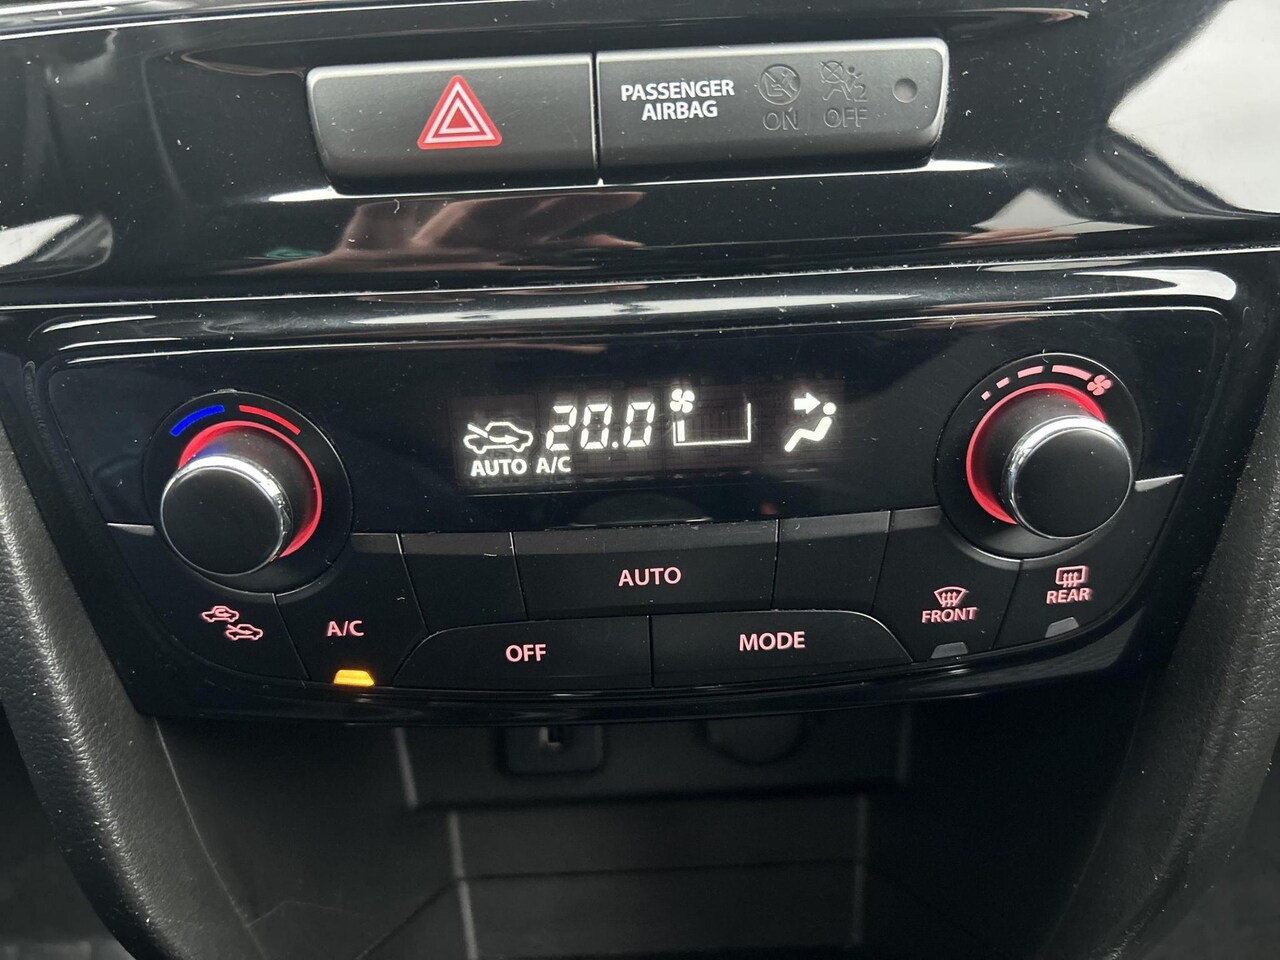 PASSENGER
AIRBAG
ON
OFF
20.0
AUTO A/C
AUTO
A/C
OFF
MODE
FRONT
REAR